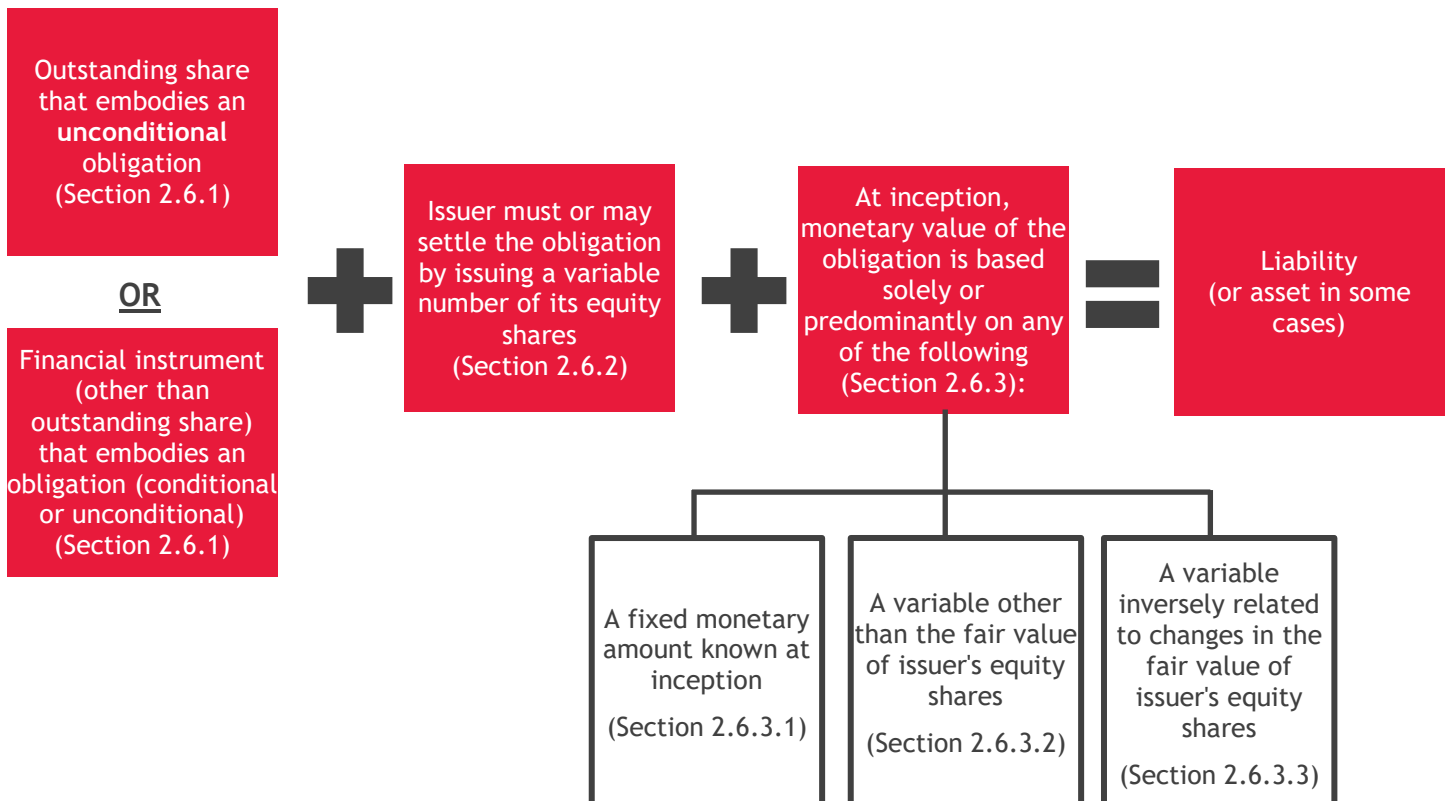 Outstanding share
that embodies an
unconditional
obligation
(Section 2.6.1)
OR
Financial instrument
(other than
outstanding share)
that embodies an
obligation (conditional
or unconditional)
(Section 2.6.1)
Issuer must or may
settle the obligation
by issuing a variable
number of its equity
shares
(Section 2.6.2)
At inception,
monetary value of the
obligation is based
solely or
predominantly on any
of the following
(Section 2.6.3):
Liability
(or asset in some
cases)
A fixed monetary
amount known at
inception
(Section 2.6.3.1)
A variable other
than the fair value
of issuer's equity
shares
(Section 2.6.3.2)
A variable
inversely related
to changes in the
fair value of
issuer's equity
shares
(Section 2.6.3.3)